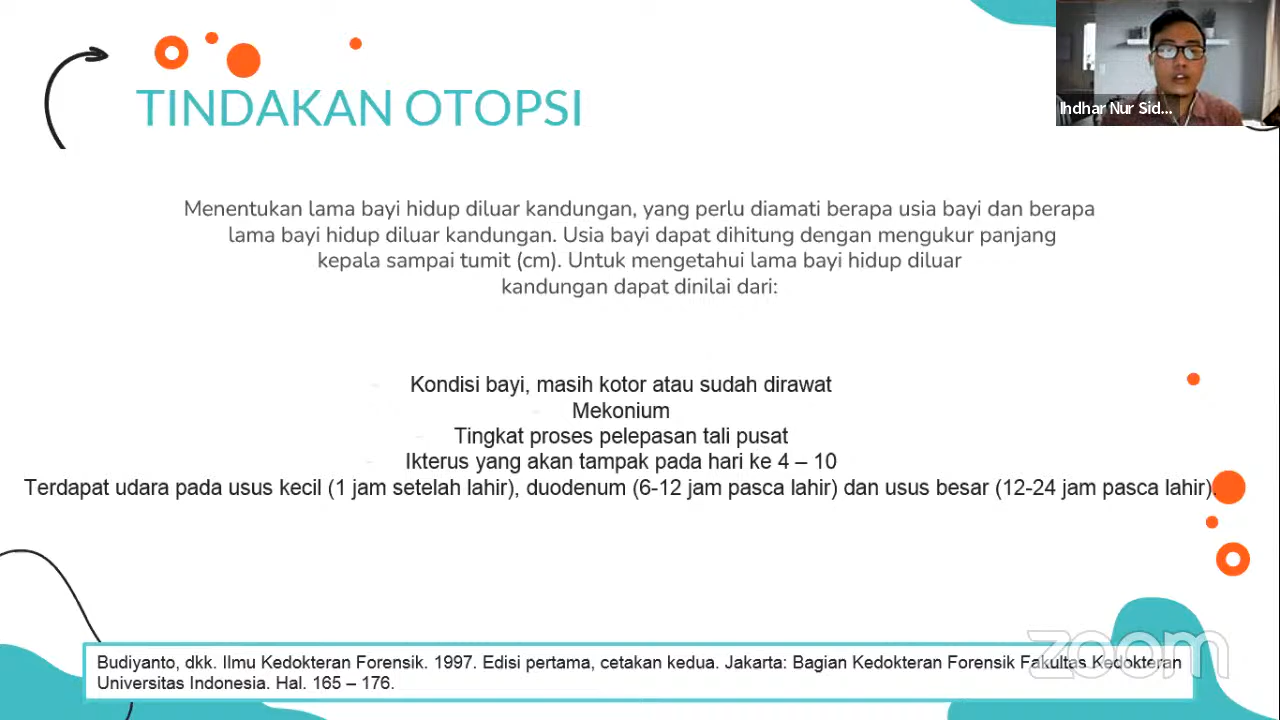 TINDAKAN OTOPSI
Ihdhar Nur Sid...
Menentukan lama bayi hidup diluar kandungan, yang perlu diamati berapa usia bayi dan berapa
lama bayi hidup diluar kandungan. Usia bayi dapat dihitung dengan mengukur panjang
kepala sampai tumit (cm). Untuk mengetahui lama bayi hidup diluar
kandungan dapat dinilai dari:
Kondisi bayi, masih kotor atau sudah dirawat
Mekonium
Tingkat proses pelepasan tali pusat
Ikterus yang akan tampak pada hari ke 4 – 10
Terdapat udara pada usus kecil (1 jam setelah lahir), duodenum (6-12 jam pasca lahir) dan usus besar (12-24 jam pasca lahir).
zoom
Budiyanto, dkk. Ilmu Kedokteran Forensik. 1997. Edisi pertama, cetakan kedua. Jakarta: Bagian Kedokteran Forensik Fakultas Kedokteran
Universitas Indonesia. Hal. 165 – 176.